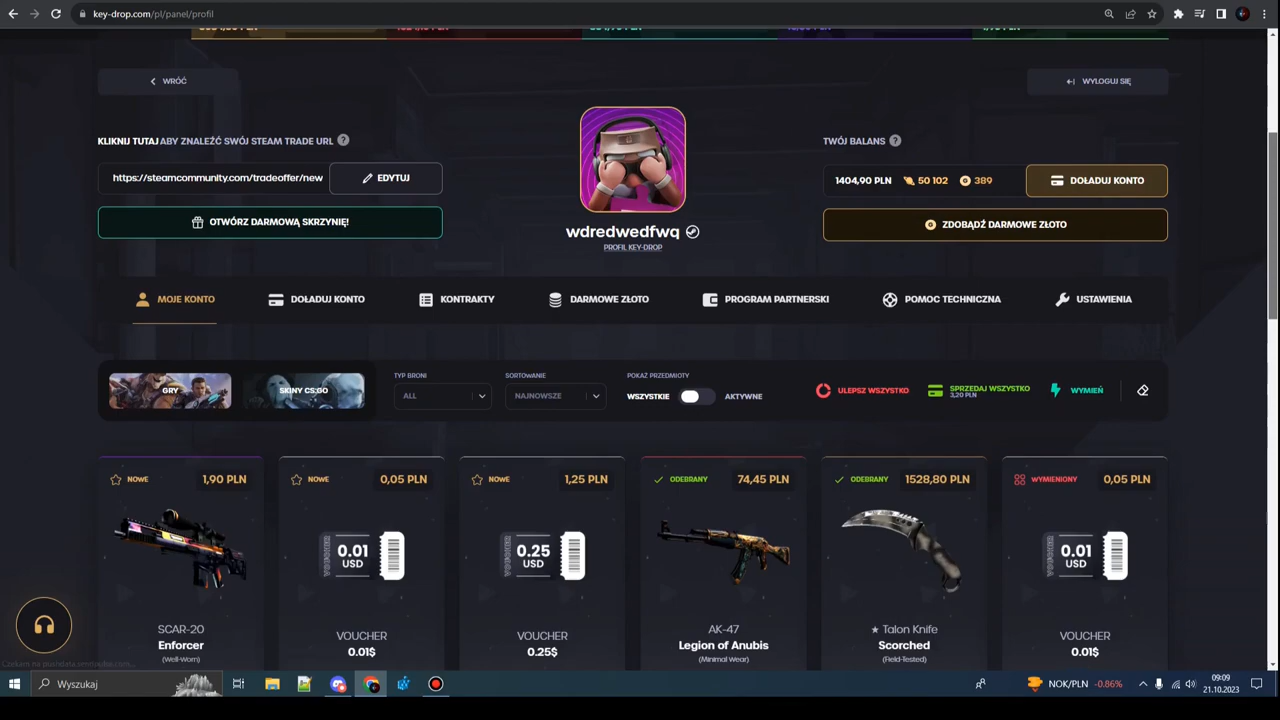 key-drop.com/pl/panel/profil
WRÓĆ
WYLOGUJ SIĘ
KLIKNIJ TUTAJ ABY ZNALEŹĆ SWÓJ STEAM TRADE URL ?
TWÓJ BALANS ?
https://steamcommunity.com/tradeoffer/new
EDYTUJ
1404,90 PLN 50 102 389
DOŁADUJ KONTO
OTWÓRZ DARMOWĄ SKRZYNIĘ!
ZDOBĄDŹ DARMOWE ZŁOTO
wdredwedfwq
PROFIL KEY-DROP
MOJE KONTO DOŁADUJ KONTO KONTRAKTY DARMOWE ZŁOTO PROGRAM PARTNERSKI POMOC TECHNICZNA USTAWIENIA
GRY
SKINY CS:GO
TYP BRONI
ALL
SORTOWANIE
NAJNOWSZE
POKAŻ PRZEDMIOTY
WSZYSTKIE AKTYWNE
ULEPSZ WSZYSTKO
SPRZEDAJ WSZYSTKO
3,20 PLN
WYMIEŃ
NOWE 1,90 PLN
SCAR-20
Enforcer
(Well-Worn)
NOWE 0,05 PLN
VOUCHER
0.01
USD
VOUCHER
0.01$
NOWE 1,25 PLN
VOUCHER
0.25
USD
VOUCHER
0.25$
ODEBRANY 74,45 PLN
AK-47
Legion of Anubis
(Minimal Wear)
ODEBRANY 1528,80 PLN
★ Talon Knife
Scorched
(Field-Tested)
WYMIENIONY 0,05 PLN
VOUCHER
0.01
USD
VOUCHER
0.01$
Wyszukaj
NOK/PLN -0.86%
09:09
21.10.2023